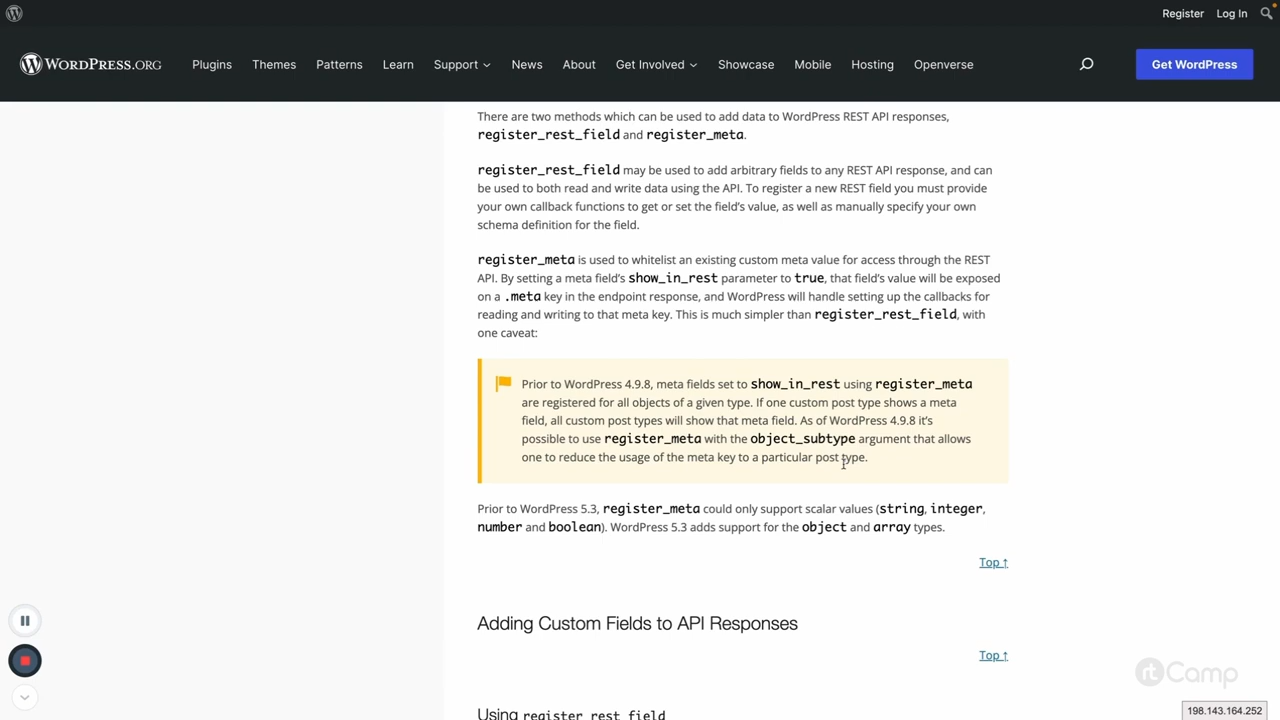 Register Log In
WORDPRESS.ORG Plugins Themes Patterns Learn Support News About Get Involved Showcase Mobile Hosting Openverse Get WordPress
There are two methods which can be used to add data to WordPress REST API responses,
register_rest_field and register_meta.
register_rest_field may be used to add arbitrary fields to any REST API response, and can
be used to both read and write data using the API. To register a new REST field you must provide
your own callback functions to get or set the field's value, as well as manually specify your own
schema definition for the field.
register_meta is used to whitelist an existing custom meta value for access through the REST
API. By setting a meta field's show_in_rest parameter to true, that field's value will be exposed
on a .meta key in the endpoint response, and WordPress will handle setting up the callbacks for
reading and writing to that meta key. This is much simpler than register_rest_field, with
one caveat:
Prior to WordPress 4.9.8, meta fields set to show_in_rest using register_meta
are registered for all objects of a given type. If one custom post type shows a meta
field, all custom post types will show that meta field. As of WordPress 4.9.8 it's
possible to use register_meta with the object_subtype argument that allows
one to reduce the usage of the meta key to a particular post type.
Prior to WordPress 5.3, register_meta could only support scalar values (string, integer,
number and boolean). WordPress 5.3 adds support for the object and array types.
Top ↑
Adding Custom Fields to API Responses
Top ↑
rtCamp
198.143.164.252
Using register_rest_field